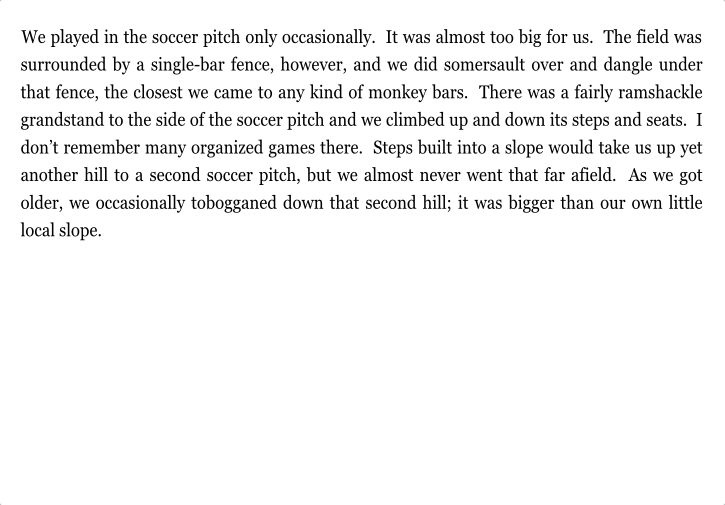 We played in the soccer pitch only occasionally.  It was almost too big for us.  The field was
surrounded by a single-bar fence, however, and we did somersault over and dangle under
that fence, the closest we came to any kind of monkey bars.  There was a fairly ramshackle
grandstand to the side of the soccer pitch and we climbed up and down its steps and seats.  I
don’t remember many organized games there.  Steps built into a slope would take us up yet
another hill to a second soccer pitch, but we almost never went that far afield.  As we got
older, we occasionally tobogganed down that second hill; it was bigger than our own little
local slope.